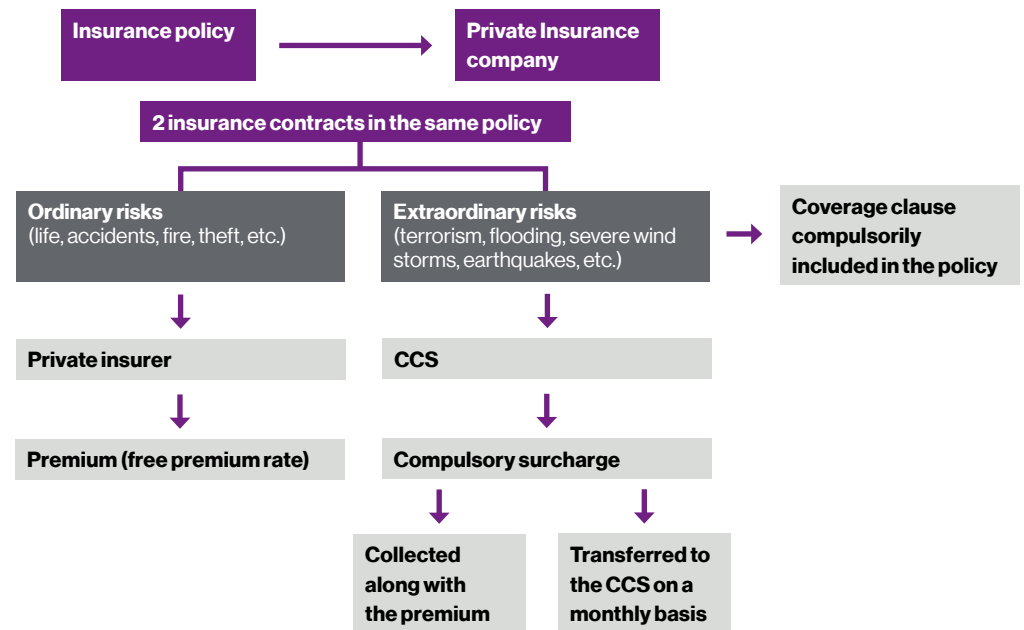 Insurance policy
Private Insurance
company
2 insurance contracts in the same policy
Ordinary risks
(life, accidents, fire, theft, etc.)
Extraordinary risks
(terrorism, flooding, severe wind
storms, earthquakes, etc.)
Coverage clause
compulsorily
included in the policy
Private insurer
CCS
Premium (free premium rate)
Compulsory surcharge
Collected
along with
the premium
Transferred to
the CCS on a
monthly basis